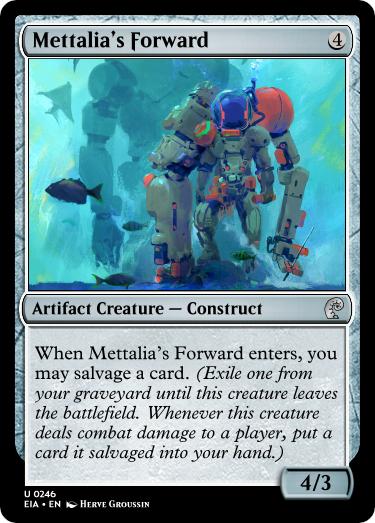 Mettalia's Forward 4
Artifact Creature — Construct
When Mettalia's Forward enters, you
may salvage a card. (Exile one from
your graveyard until this creature leaves
the battlefield. Whenever this creature
deals combat damage to a player, put a
card it salvaged into your hand.)
4/3
U 0246
EIA • EN Herve Groussin